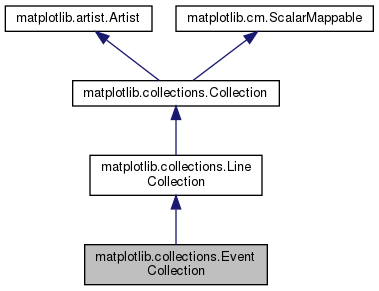 matplotlib.artist.Artist
matplotlib.cm.ScalarMappable
matplotlib.collections.Collection
matplotlib.collections.Line
Collection
matplotlib.collections.Event
Collection